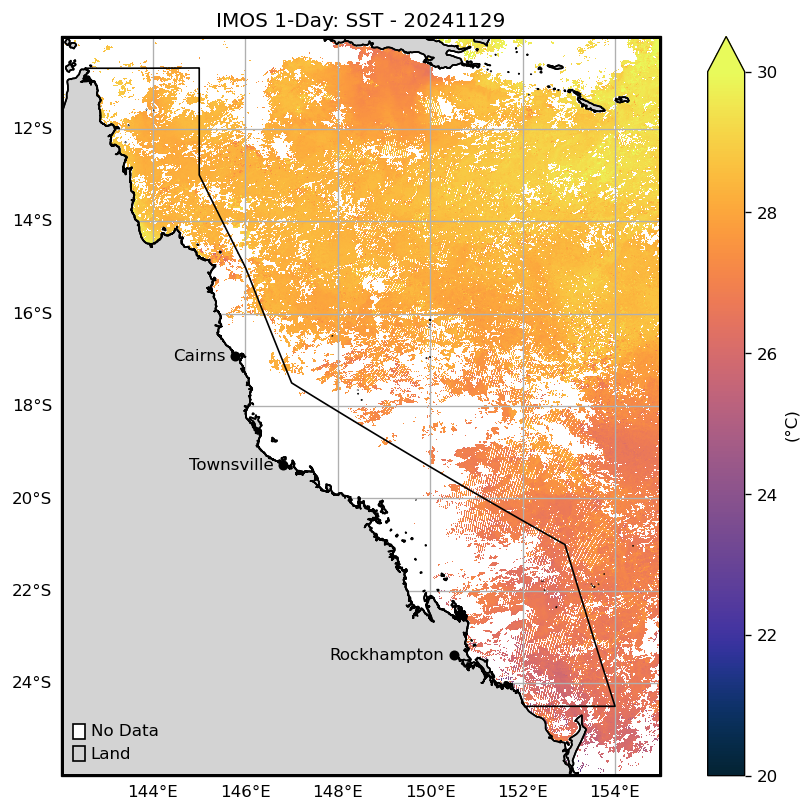 IMOS 1-Day: SST - 20241129
12°S
14°S
16°S
18°S
20°S
22°S
24°S
Cairns
Townsville
Rockhampton
No Data
Land
144°E 146°E 148°E 150°E 152°E 154°E
30
28
26
24
22
20
(°C)